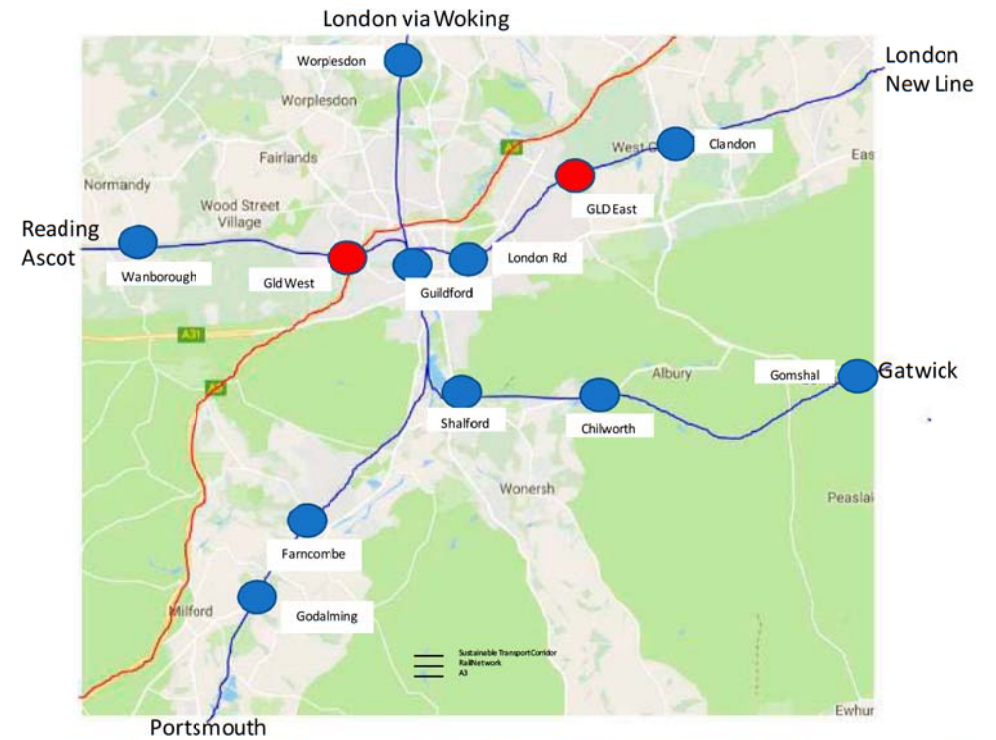 London via Woking
Worplesdon
London
New Line
Worplesdon
Clandon
West
Fairlands
A3
Eas
Normandy
GLD East
Wood Street
Village
Reading
Ascot
London Rd
Wanborough
Gld West
Guildford
A31
Albury
Gomshal
Gatwick
A3
Shalford
Chilworth
Wonersh
Peaslak
Farncombe
Milford
Godalming
Sustainable Transport Corridor
Rail Network
A3
Ewhur
Portsmouth